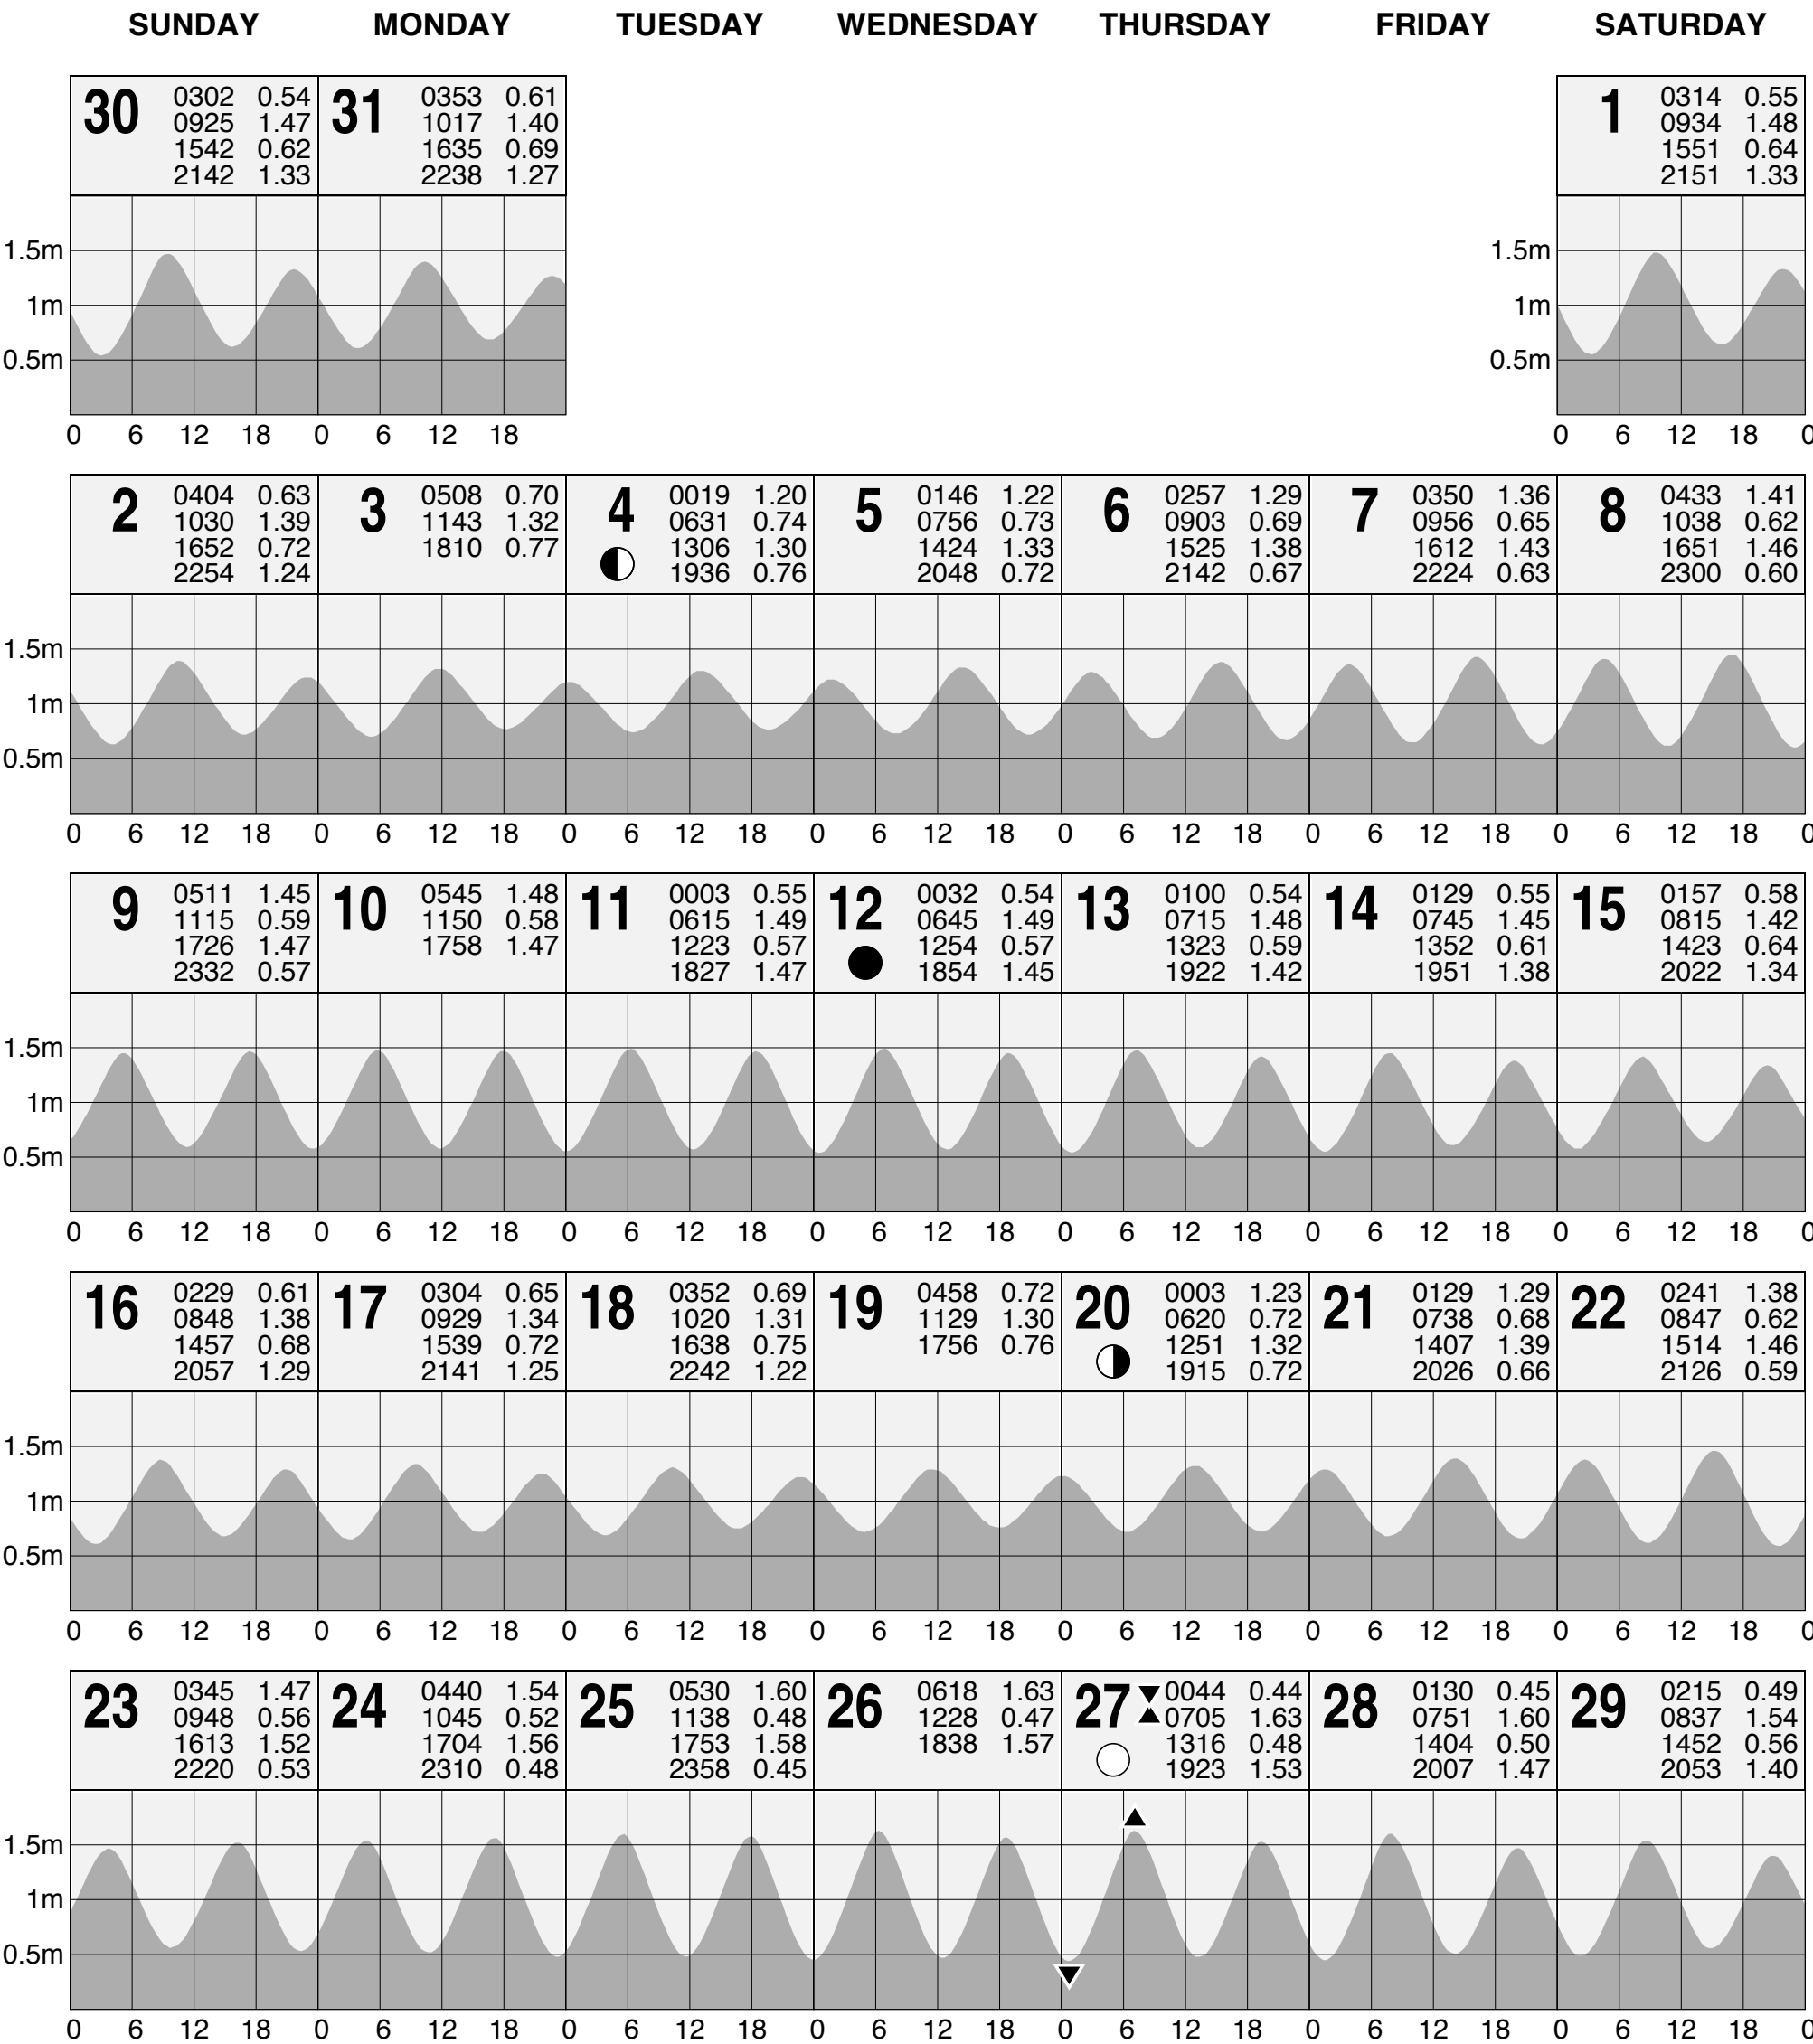 SUNDAY MONDAY TUESDAY WEDNESDAY THURSDAY FRIDAY SATURDAY
30 0302 0.54
0925 1.47
1542 0.62
2142 1.33
31 0353 0.61
1017 1.40
1635 0.69
2238 1.27
1 0314 0.55
0934 1.48
1551 0.64
2151 1.33
1.5m
1m
0.5m
0 6 12 18 0 6 12 18
1.5m
1m
0.5m
0 6 12 18 0
2 0404 0.63
1030 1.39
1652 0.72
2254 1.24
3 0508 0.70
1143 1.32
1810 0.77
4 0019 1.20
0631 0.74
1306 1.30
1936 0.76
5 0146 1.22
0756 0.73
1424 1.33
2048 0.72
6 0257 1.29
0903 0.69
1525 1.38
2142 0.67
7 0350 1.36
0956 0.65
1612 1.43
2224 0.63
8 0433 1.41
1038 0.62
1651 1.46
2300 0.60
1.5m
1m
0.5m
0 6 12 18 0 6 12 18 0 6 12 18 0 6 12 18 0 6 12 18 0 6 12 18 0 6 12 18 0
9 0511 1.45
1115 0.59
1726 1.47
2332 0.57
10 0545 1.48
1150 0.58
1758 1.47
11 0003 0.55
0615 1.49
1223 0.57
1827 1.47
12 0032 0.54
0645 1.49
1254 0.57
1854 1.45
13 0100 0.54
0715 1.48
1323 0.59
1922 1.42
14 0129 0.55
0745 1.45
1352 0.61
1951 1.38
15 0157 0.58
0815 1.42
1423 0.64
2022 1.34
1.5m
1m
0.5m
0 6 12 18 0 6 12 18 0 6 12 18 0 6 12 18 0 6 12 18 0 6 12 18 0 6 12 18 0
16 0229 0.61
0848 1.38
1457 0.68
2057 1.29
17 0304 0.65
0929 1.34
1539 0.72
2141 1.25
18 0352 0.69
1020 1.31
1638 0.75
2242 1.22
19 0458 0.72
1129 1.30
1756 0.76
20 0003 1.23
0620 0.72
1251 1.32
1915 0.72
21 0129 1.29
0738 0.68
1407 1.39
2026 0.66
22 0241 1.38
0847 0.62
1514 1.46
2126 0.59
1.5m
1m
0.5m
0 6 12 18 0 6 12 18 0 6 12 18 0 6 12 18 0 6 12 18 0 6 12 18 0 6 12 18 0
23 0345 1.47
0948 0.56
1613 1.52
2220 0.53
24 0440 1.54
1045 0.52
1704 1.56
2310 0.48
25 0530 1.60
1138 0.48
1753 1.58
2358 0.45
26 0618 1.63
1228 0.47
1838 1.57
27 0044 0.44
0705 1.63
1316 0.48
1923 1.53
28 0130 0.45
0751 1.60
1404 0.50
2007 1.47
29 0215 0.49
0837 1.54
1452 0.56
2053 1.40
1.5m
1m
0.5m
0 6 12 18 0 6 12 18 0 6 12 18 0 6 12 18 0 6 12 18 0 6 12 18 0 6 12 18 0